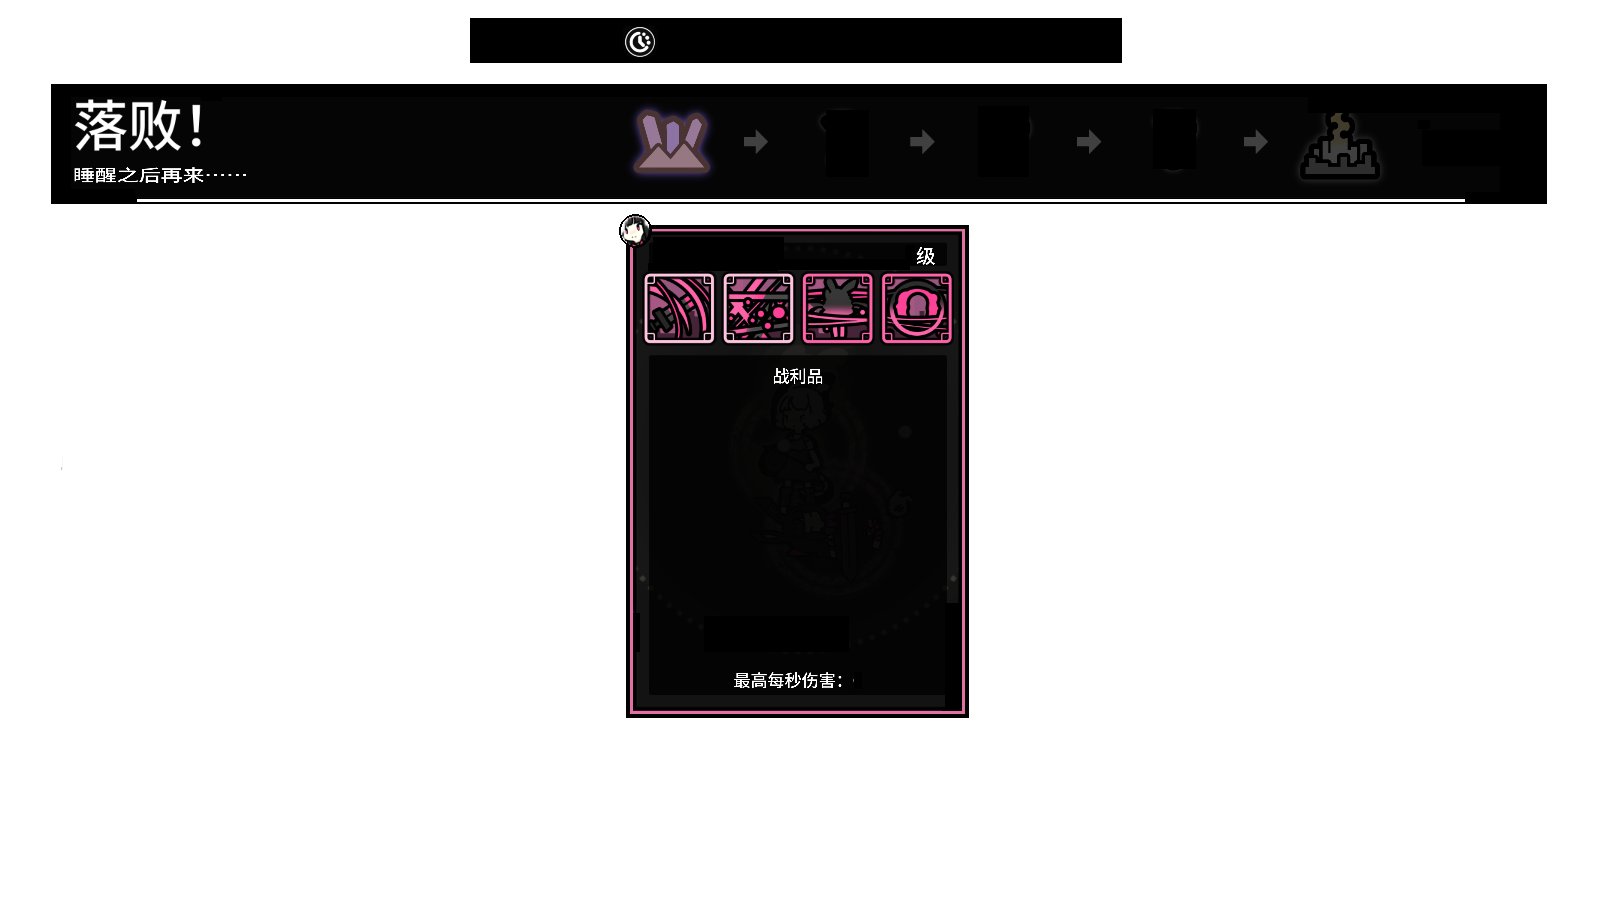 落败！
睡醒之后再来……
级
战利品
最高每秒伤害：